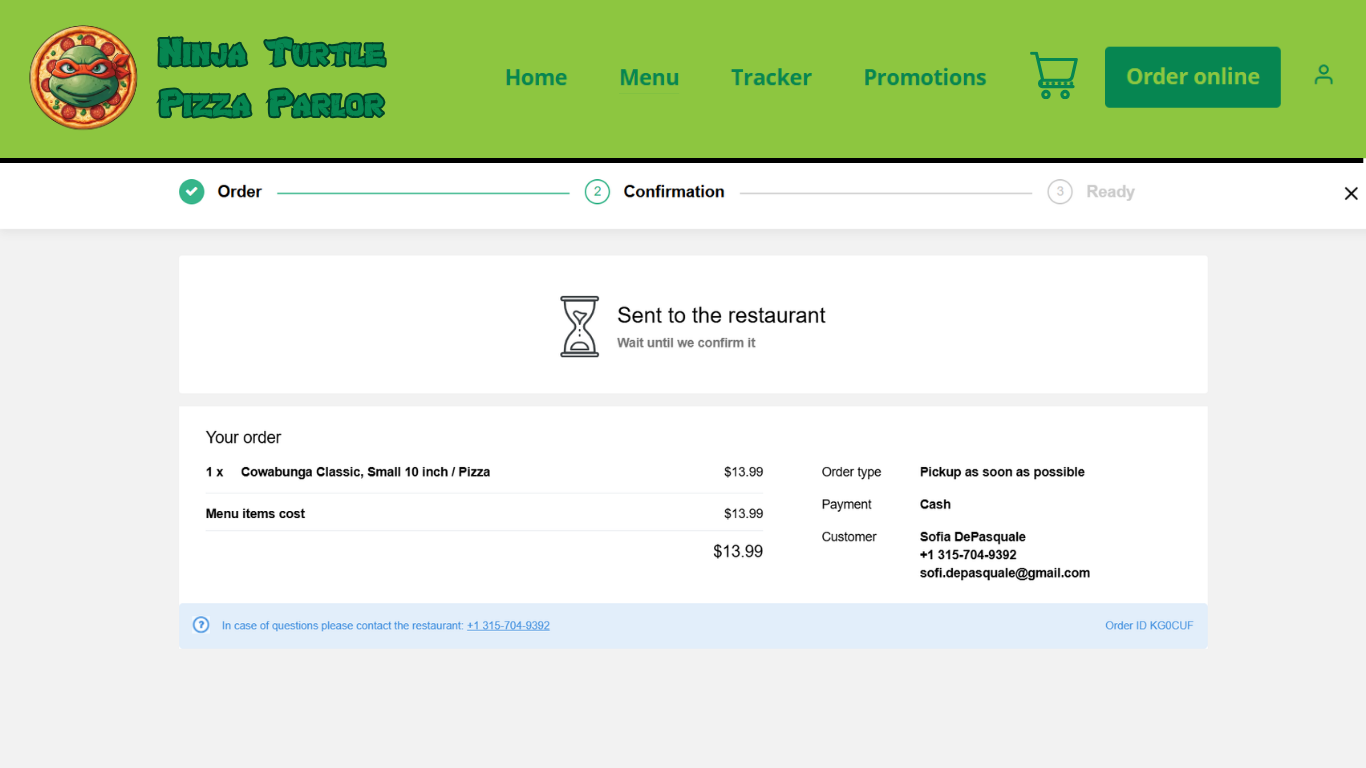 Ninja Turtle
Pizza Parlor
Home
Menu
Tracker
Promotions
Order online
Order
2
Confirmation
3
Ready
Sent to the restaurant
Wait until we confirm it
Your order
1 x Cowabunga Classic, Small 10 inch / Pizza $13.99
Menu items cost $13.99
$13.99
Order type Pickup as soon as possible
Payment Cash
Customer Sofia DePasquale
+1 315-704-9392
sofi.depasquale@gmail.com
? In case of questions please contact the restaurant: +1 315-704-9392
Order ID KG0CUF